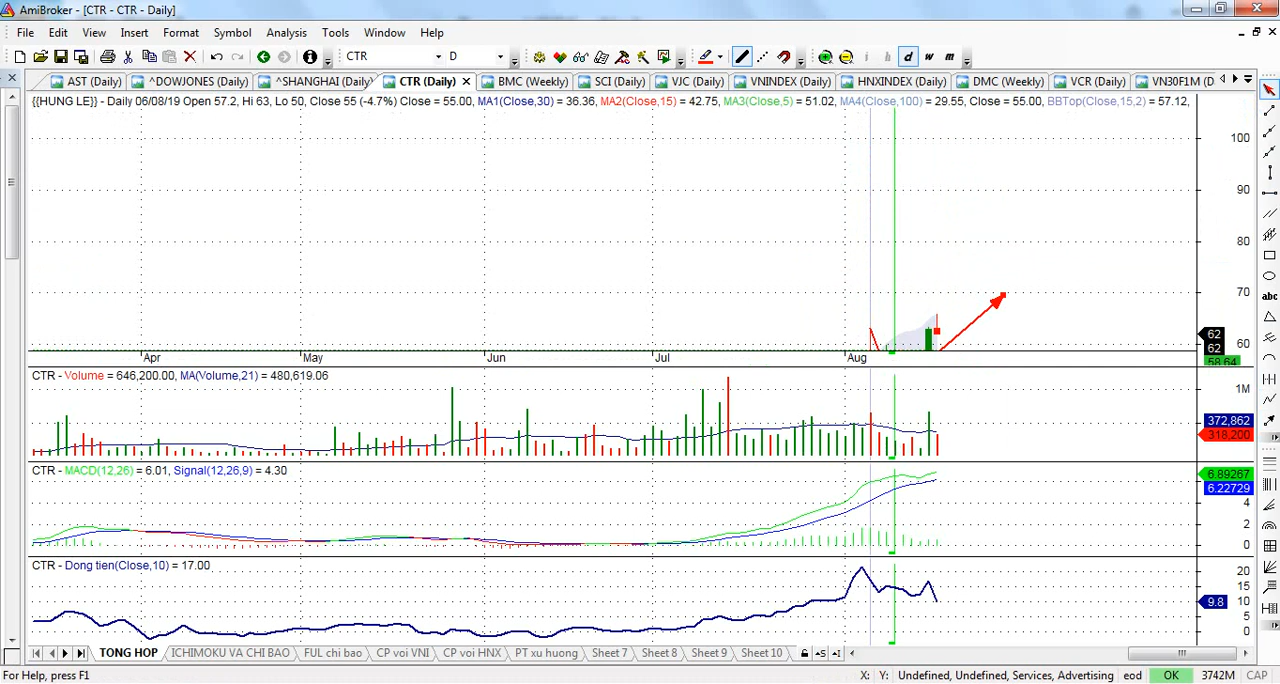 AmiBroker - [CTR - CTR - Daily]
File Edit View Insert Format Symbol Analysis Tools Window Help
CTR D i h d w m
AST (Daily) ^DOWJONES (Daily) ^SHANGHAI (Daily) CTR (Daily) BMC (Weekly) SCI (Daily) VJC (Daily) VNINDEX (Daily) HNXINDEX (Daily) DMC (Weekly) VCR (Daily) VN30F1M (D
{{HUNG LE}} - Daily 06/08/19 Open 57.2, Hi 63, Lo 50, Close 55 (-4.7%) Close = 55.00, MA1(Close,30) = 36.36, MA2(Close,15) = 42.75, MA3(Close,5) = 51.02, MA4(Close,100) = 29.55, Close = 55.00, BBTop(Close,15,2) = 57.12,
100
90
80
70
62
60
62
58.64
abc
Apr May Jun Jul Aug
CTR - Volume = 646,200.00, MA(Volume,21) = 480,619.06
1M
372,862
318,200
CTR - MACD(12,26) = 6.01, Signal(12,26,9) = 4.30
6.89267
6.22729
4
2
0
CTR - Dong tien(Close,10) = 17.00
20
15
10
9.8
5
0
TONG HOP ICHIMOKU VA CHI BAO FUL chi bao CP voi VNI CP voi HNX PT xu huong Sheet 7 Sheet 8 Sheet 9 Sheet 10
For Help, press F1 X: Y: Undefined, Undefined, Services, Advertising eod OK 3742M CAP